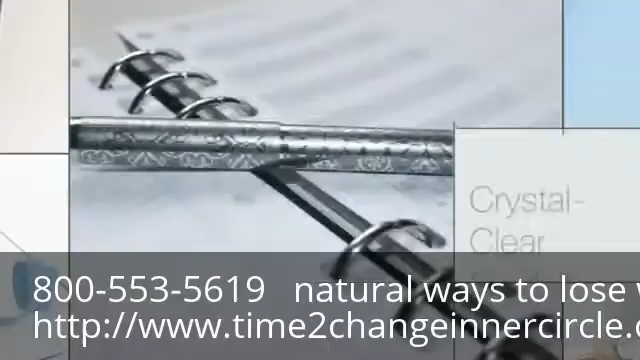 Crystal-
Clear
800-553-5619 natural ways to lose
http://www.time2changeinnercircle.